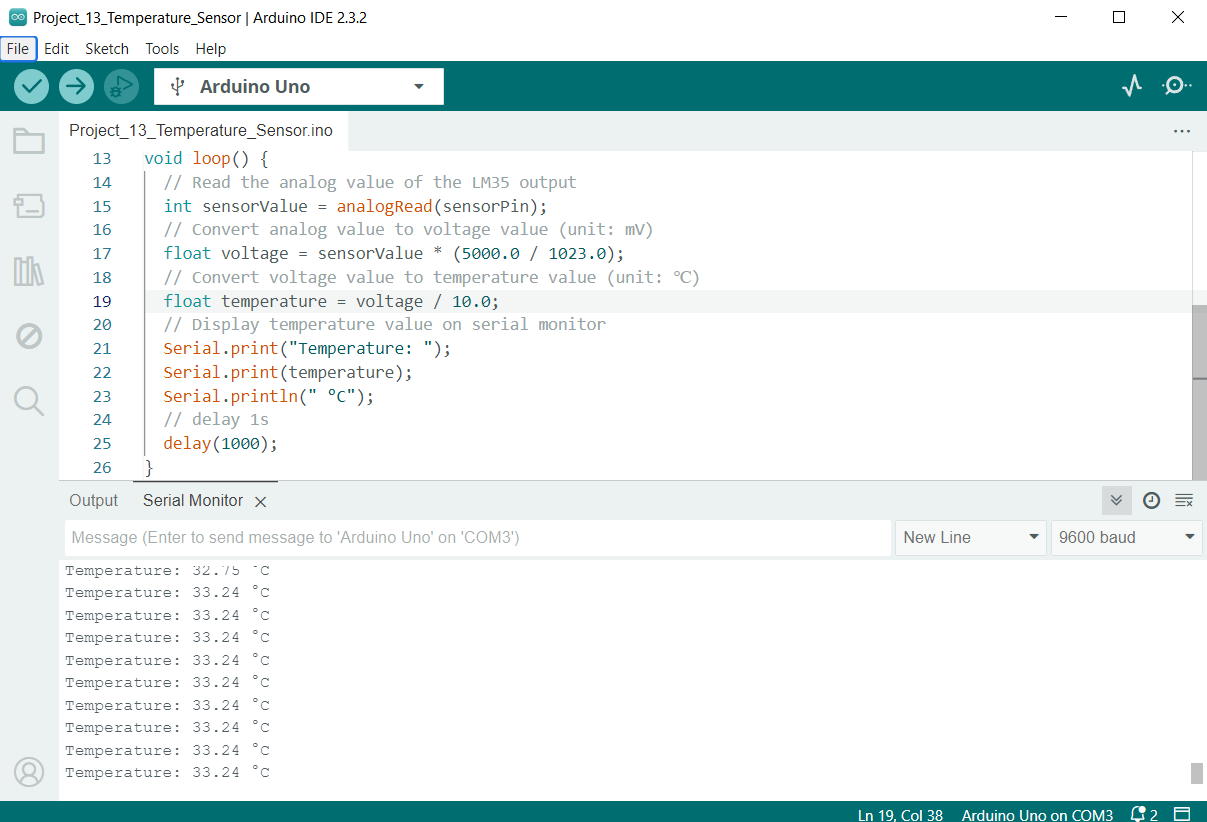 Project_13_Temperature_Sensor | Arduino IDE 2.3.2
File Edit Sketch Tools Help
Arduino Uno
Project_13_Temperature_Sensor.ino
13 void loop() {
14 // Read the analog value of the LM35 output
15 int sensorValue = analogRead(sensorPin);
16 // Convert analog value to voltage value (unit: mV)
17 float voltage = sensorValue * (5000.0 / 1023.0);
18 // Convert voltage value to temperature value (unit: ℃)
19 float temperature = voltage / 10.0;
20 // Display temperature value on serial monitor
21 Serial.print("Temperature: ");
22 Serial.print(temperature);
23 Serial.println(" °C");
24 // delay 1s
25 delay(1000);
26 }
Output Serial Monitor
Message (Enter to send message to 'Arduino Uno' on 'COM3') New Line 9600 baud
Temperature: 32.75 °C
Temperature: 33.24 °C
Temperature: 33.24 °C
Temperature: 33.24 °C
Temperature: 33.24 °C
Temperature: 33.24 °C
Temperature: 33.24 °C
Temperature: 33.24 °C
Temperature: 33.24 °C
Temperature: 33.24 °C
Ln 19, Col 38 Arduino Uno on COM3 2